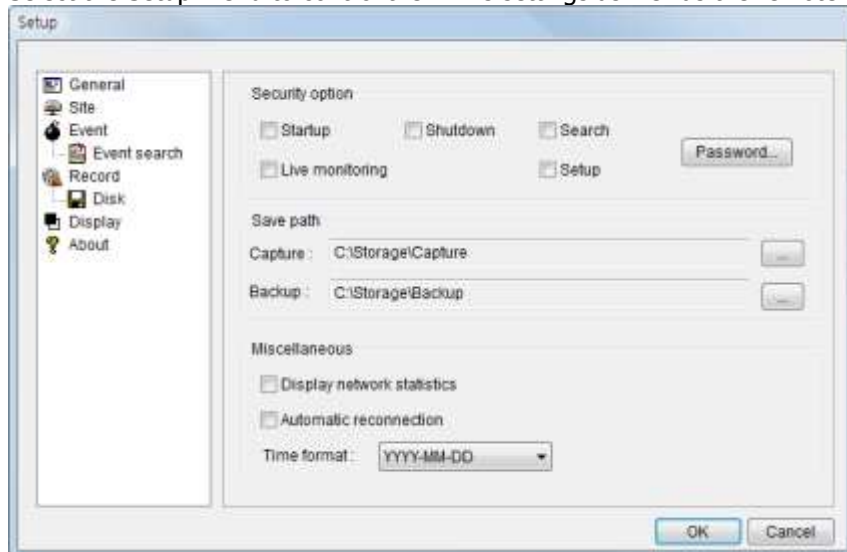 Setup
General
Site
Event
Event search
Record
Disk
Display
About
Security option
Startup Shutdown Search
Live monitoring Setup
Password...
Save path
Capture : C:\Storage\Capture ...
Backup : C:\Storage\Backup ...
Miscellaneous
Display network statistics
Automatic reconnection
Time format : YYYY-MM-DD
OK Cancel